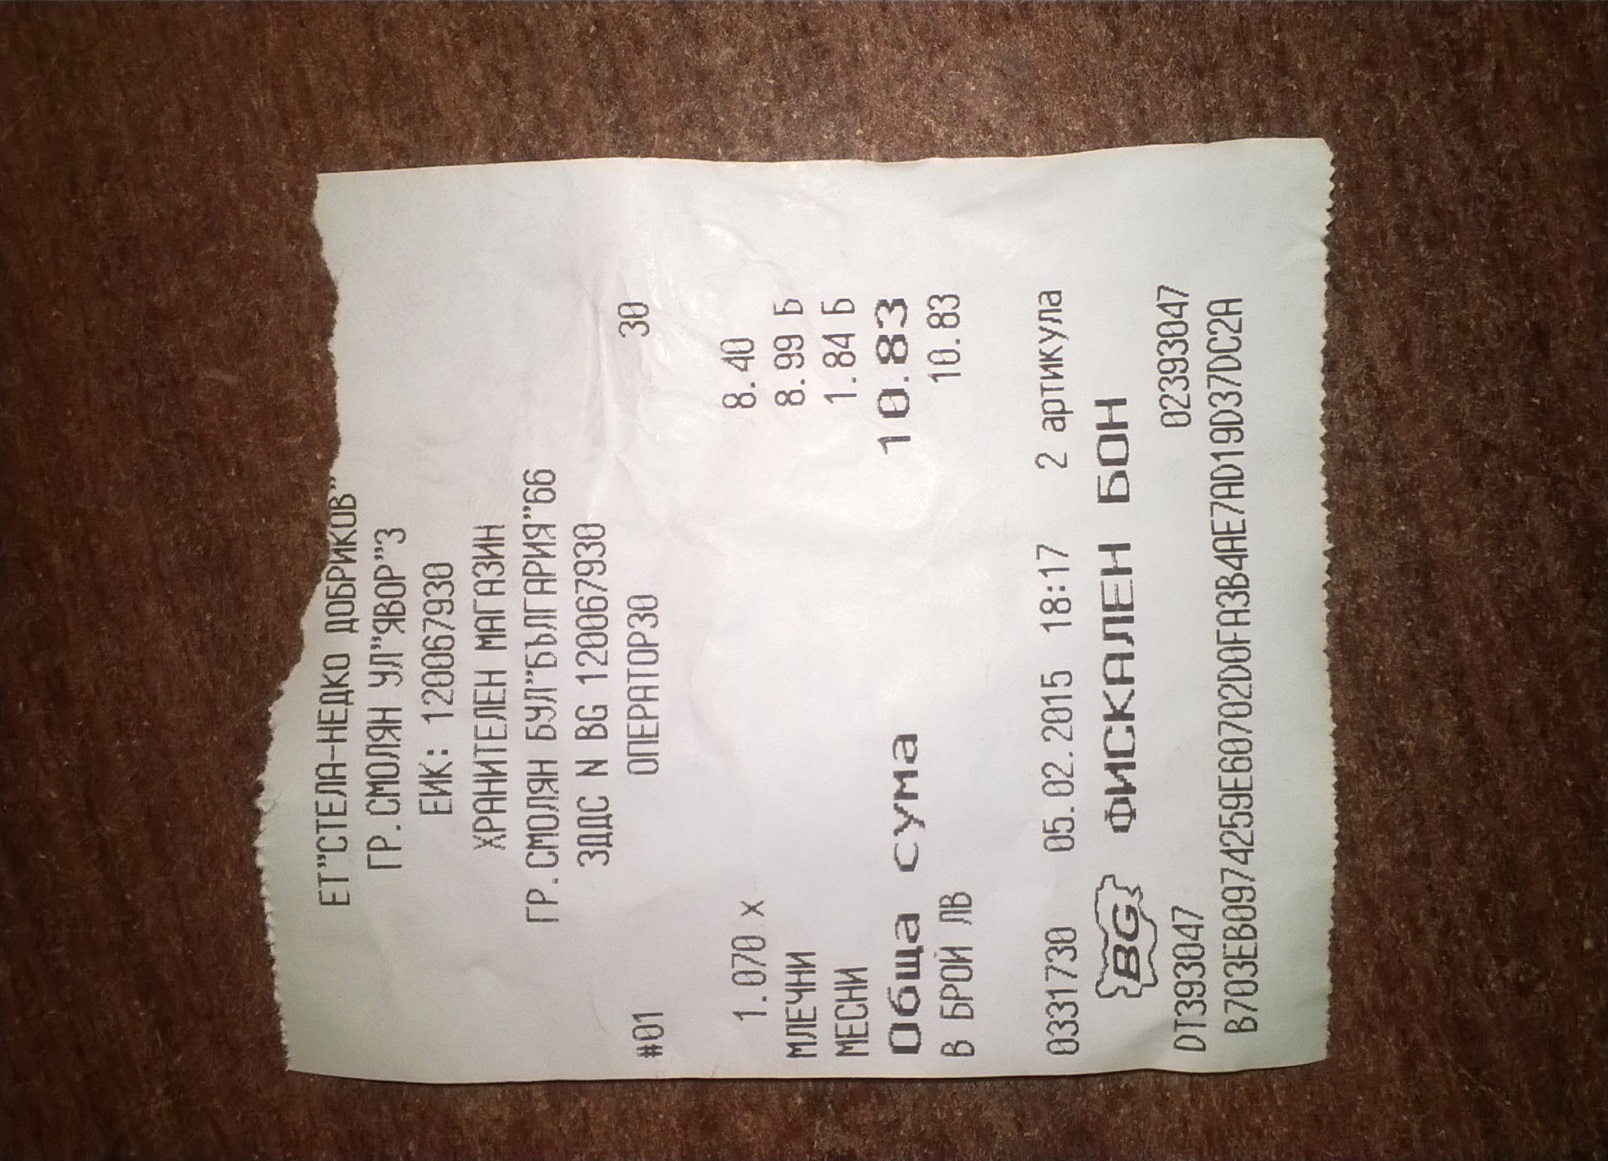 ЕТ"СТЕЛА-НЕДКО ДОБРИКОВ"
ГР.СМОЛЯН УЛ"ЯВОР"3
ЕИК: 120067930
ХРАНИТЕЛЕН МАГАЗИН
ГР.СМОЛЯН БУЛ"БЪЛГАРИЯ"66
ЗДДС N BG 120067930
#01 ОПЕРАТОР30 30
1.070 x 8.40
МЛЕЧНИ 8.99 Б
МЕСНИ 1.84 Б
Обща сума 10.83
В БРОЙ ЛВ 10.83
0331730 05.02.2015 18:17 2 артикула
BG ФИСКАЛЕН БОН
DT393047 02393047
B703EB0974259E60702D0FA3B4AE7AD19D37DC2A